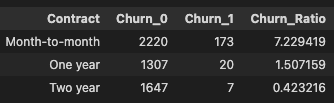 Contract Churn_0 Churn_1 Churn_Ratio
Month-to-month 2220 173 7.229419
One year 1307 20 1.507159
Two year 1647 7 0.423216